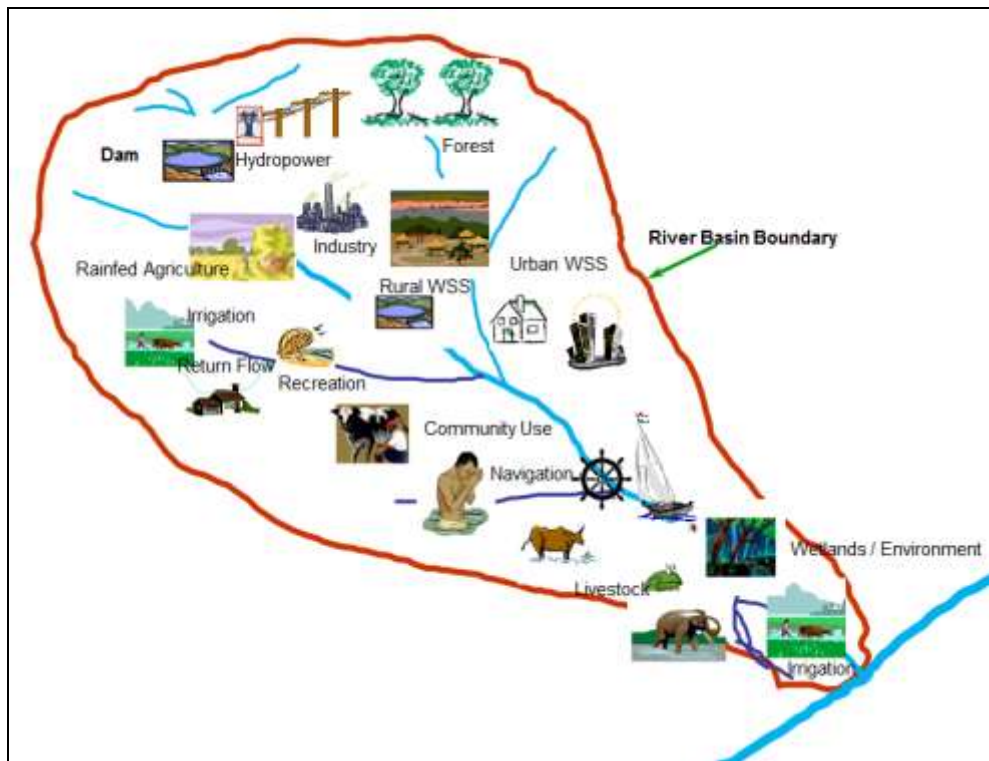 Forest
Dam
Hydropower
River Basin Boundary
Industry
Urban WSS
Rainfed Agriculture
Rural WSS
Irrigation
Return Flow
Recreation
Community Use
Navigation
Wetlands / Environment
Livestock
Irrigation